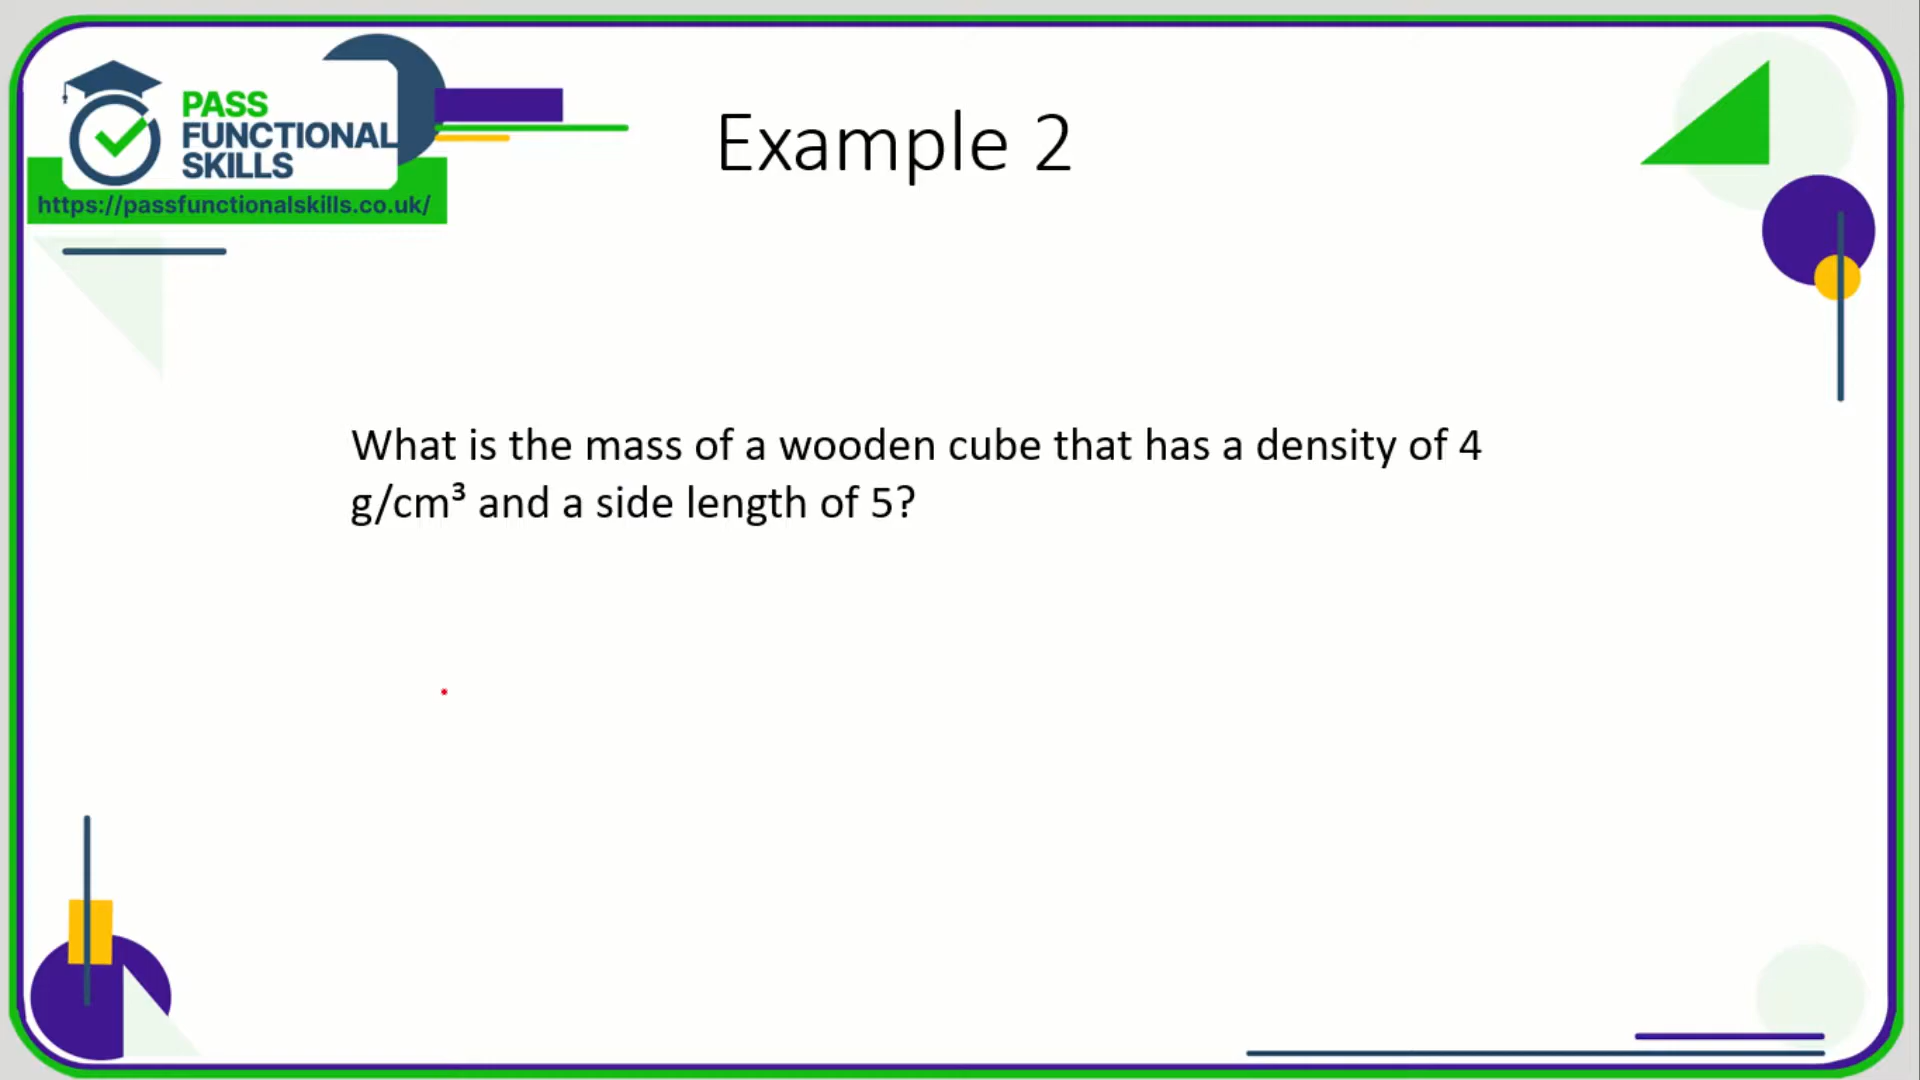 PASS
FUNCTIONAL
SKILLS
https://passfunctionalskills.co.uk/
Example 2
What is the mass of a wooden cube that has a density of 4
g/cm³ and a side length of 5?